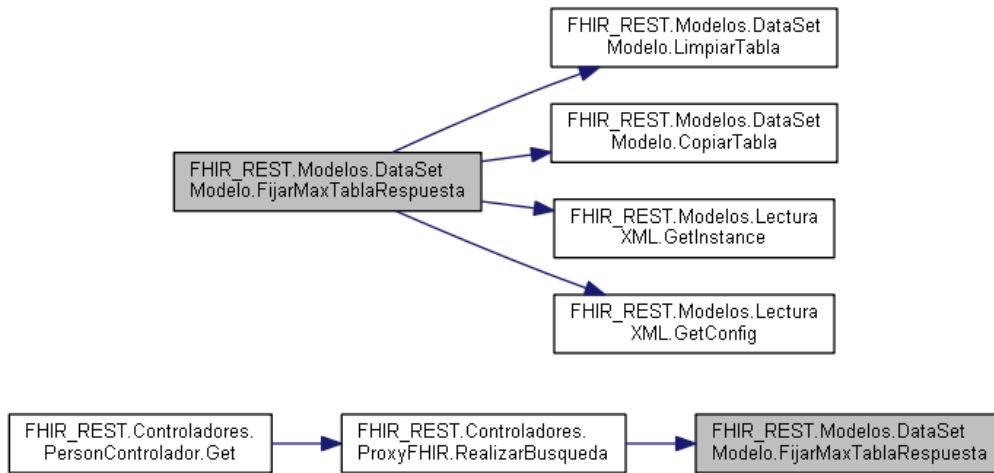 FHIR_REST.Modelos.DataSet
Modelo.LimpiarTabla
FHIR_REST.Modelos.DataSet
Modelo.CopiarTabla
FHIR_REST.Modelos.DataSet
Modelo.FijarMaxTablaRespuesta
FHIR_REST.Modelos.Lectura
XML.GetInstance
FHIR_REST.Modelos.Lectura
XML.GetConfig
FHIR_REST.Controladores.
PersonControlador.Get
FHIR_REST.Controladores.
ProxyFHIR.RealizarBusqueda
FHIR_REST.Modelos.DataSet
Modelo.FijarMaxTablaRespuesta